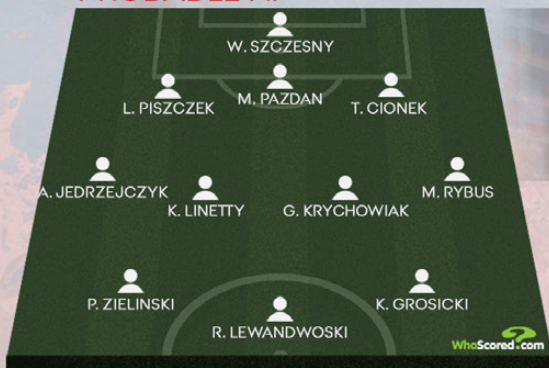 W. SZCZESNY
L. PISZCZEK
M. PAZDAN
T. CIONEK
A. JEDRZEJCZYK
K. LINETTY
G. KRYCHOWIAK
M. RYBUS
P. ZIELINSKI
R. LEWANDWOSKI
K. GROSICKI
WhoScored.com